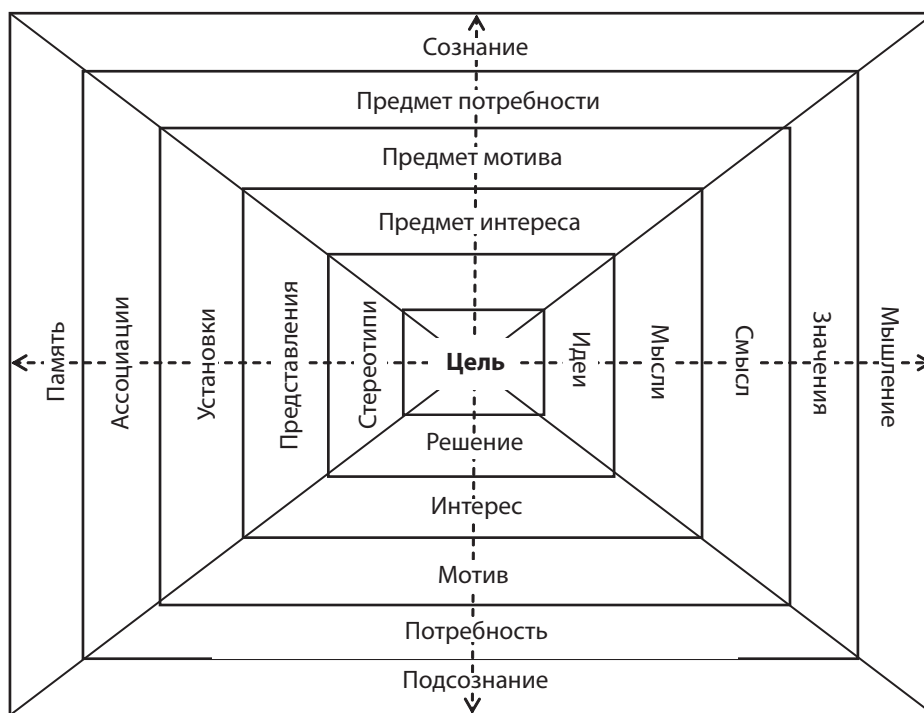 Сознание
Предмет потребности
Предмет мотива
Предмет интереса
Память
Ассоциации
Установки
Представления
Стереотипи
Цель
Идеи
Мысли
Смысл
Значения
Мышление
Решение
Интерес
Мотив
Потребность
Подсознание